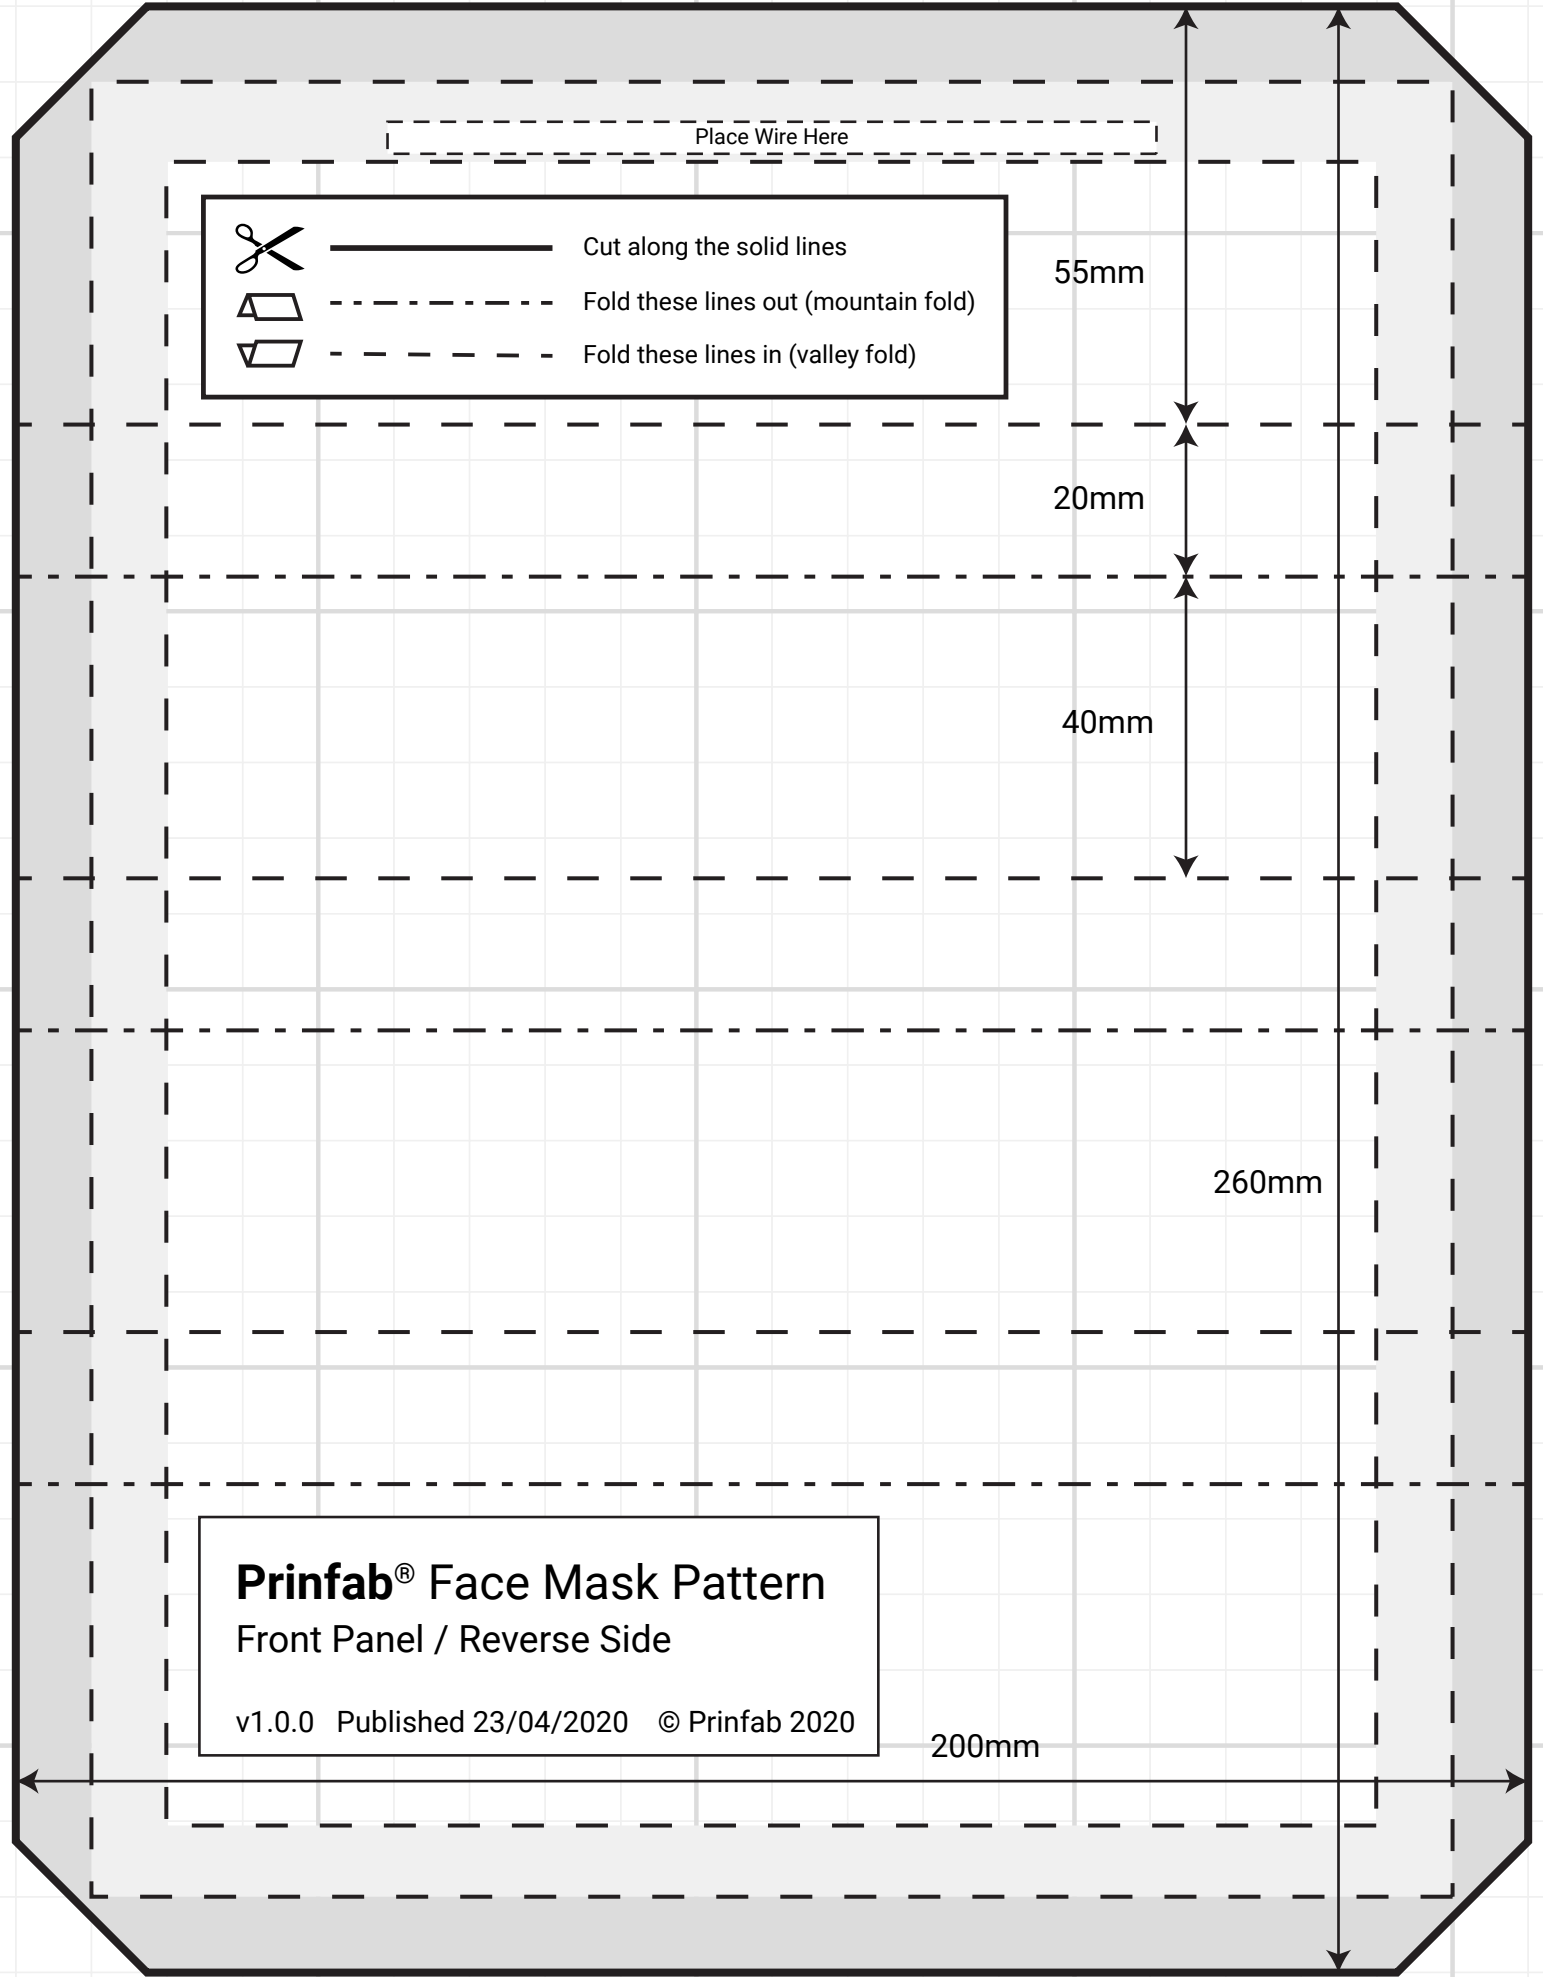 Place Wire Here
Cut along the solid lines
Fold these lines out (mountain fold)
Fold these lines in (valley fold)
55mm
20mm
40mm
260mm
Prinfab® Face Mask Pattern
Front Panel / Reverse Side
v1.0.0 Published 23/04/2020 © Prinfab 2020
200mm